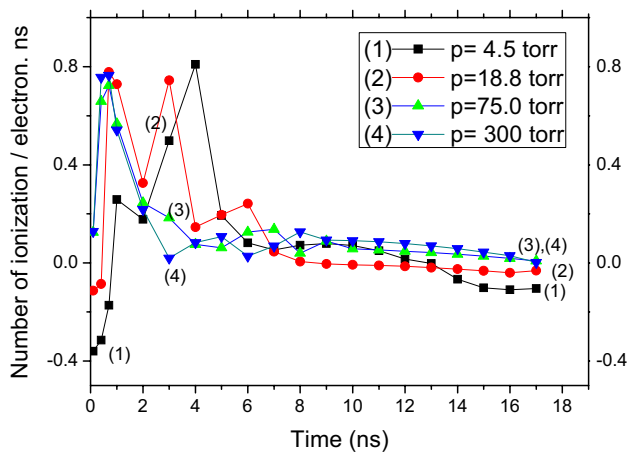 (1) p= 4.5 torr
(2) p=18.8 torr
(3) p=75.0 torr
(4) p= 300 torr
Number of ionization / electron. ns
0.8 0.8
0.4 0.4
0.0 0.0
-0.4 -0.4
(2)
(3)
(4)
(1)
(3),(4)
(2)
(1)
0 2 4 6 8 10 12 14 16 18
Time (ns)